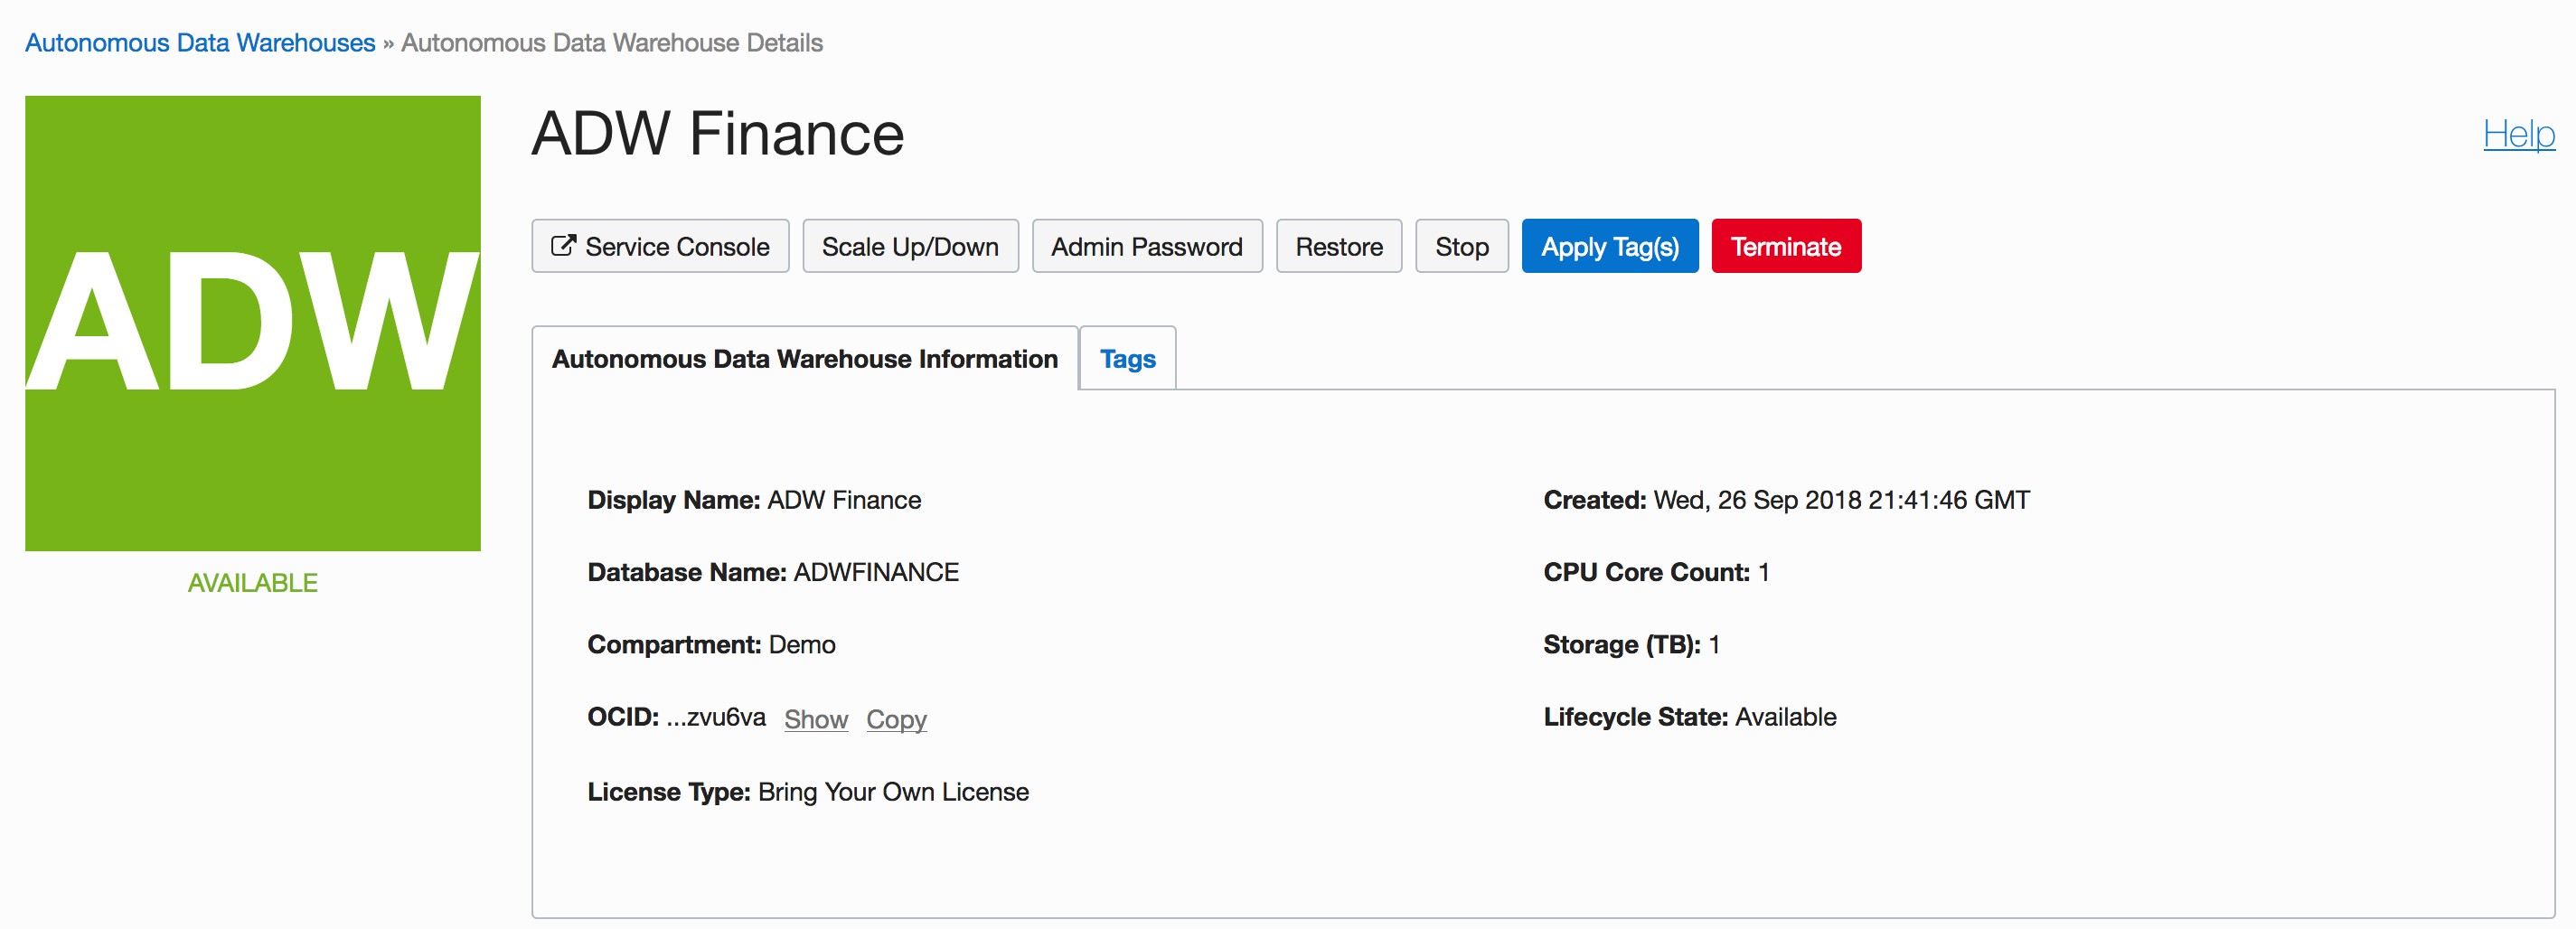 Autonomous Data Warehouses » Autonomous Data Warehouse Details
ADW
AVAILABLE
ADW Finance
Help
Service Console Scale Up/Down Admin Password Restore Stop Apply Tag(s) Terminate
Autonomous Data Warehouse Information Tags
Display Name: ADW Finance
Database Name: ADWFINANCE
Compartment: Demo
OCID: ...zvu6va Show Copy
License Type: Bring Your Own License
Created: Wed, 26 Sep 2018 21:41:46 GMT
CPU Core Count: 1
Storage (TB): 1
Lifecycle State: Available